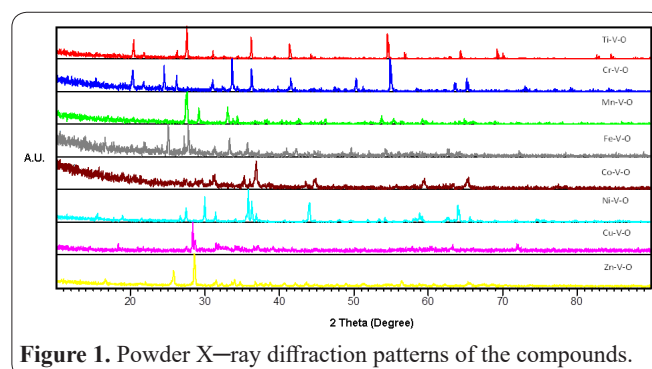 Ti-V-O
Cr-V-O
Mn-V-O
Fe-V-O
A.U.
Co-V-O
Ni-V-O
Cu-V-O
Zn-V-O
20 30 40 50 60 70 80
2 Theta (Degree)
Figure 1. Powder X—ray diffraction patterns of the compounds.